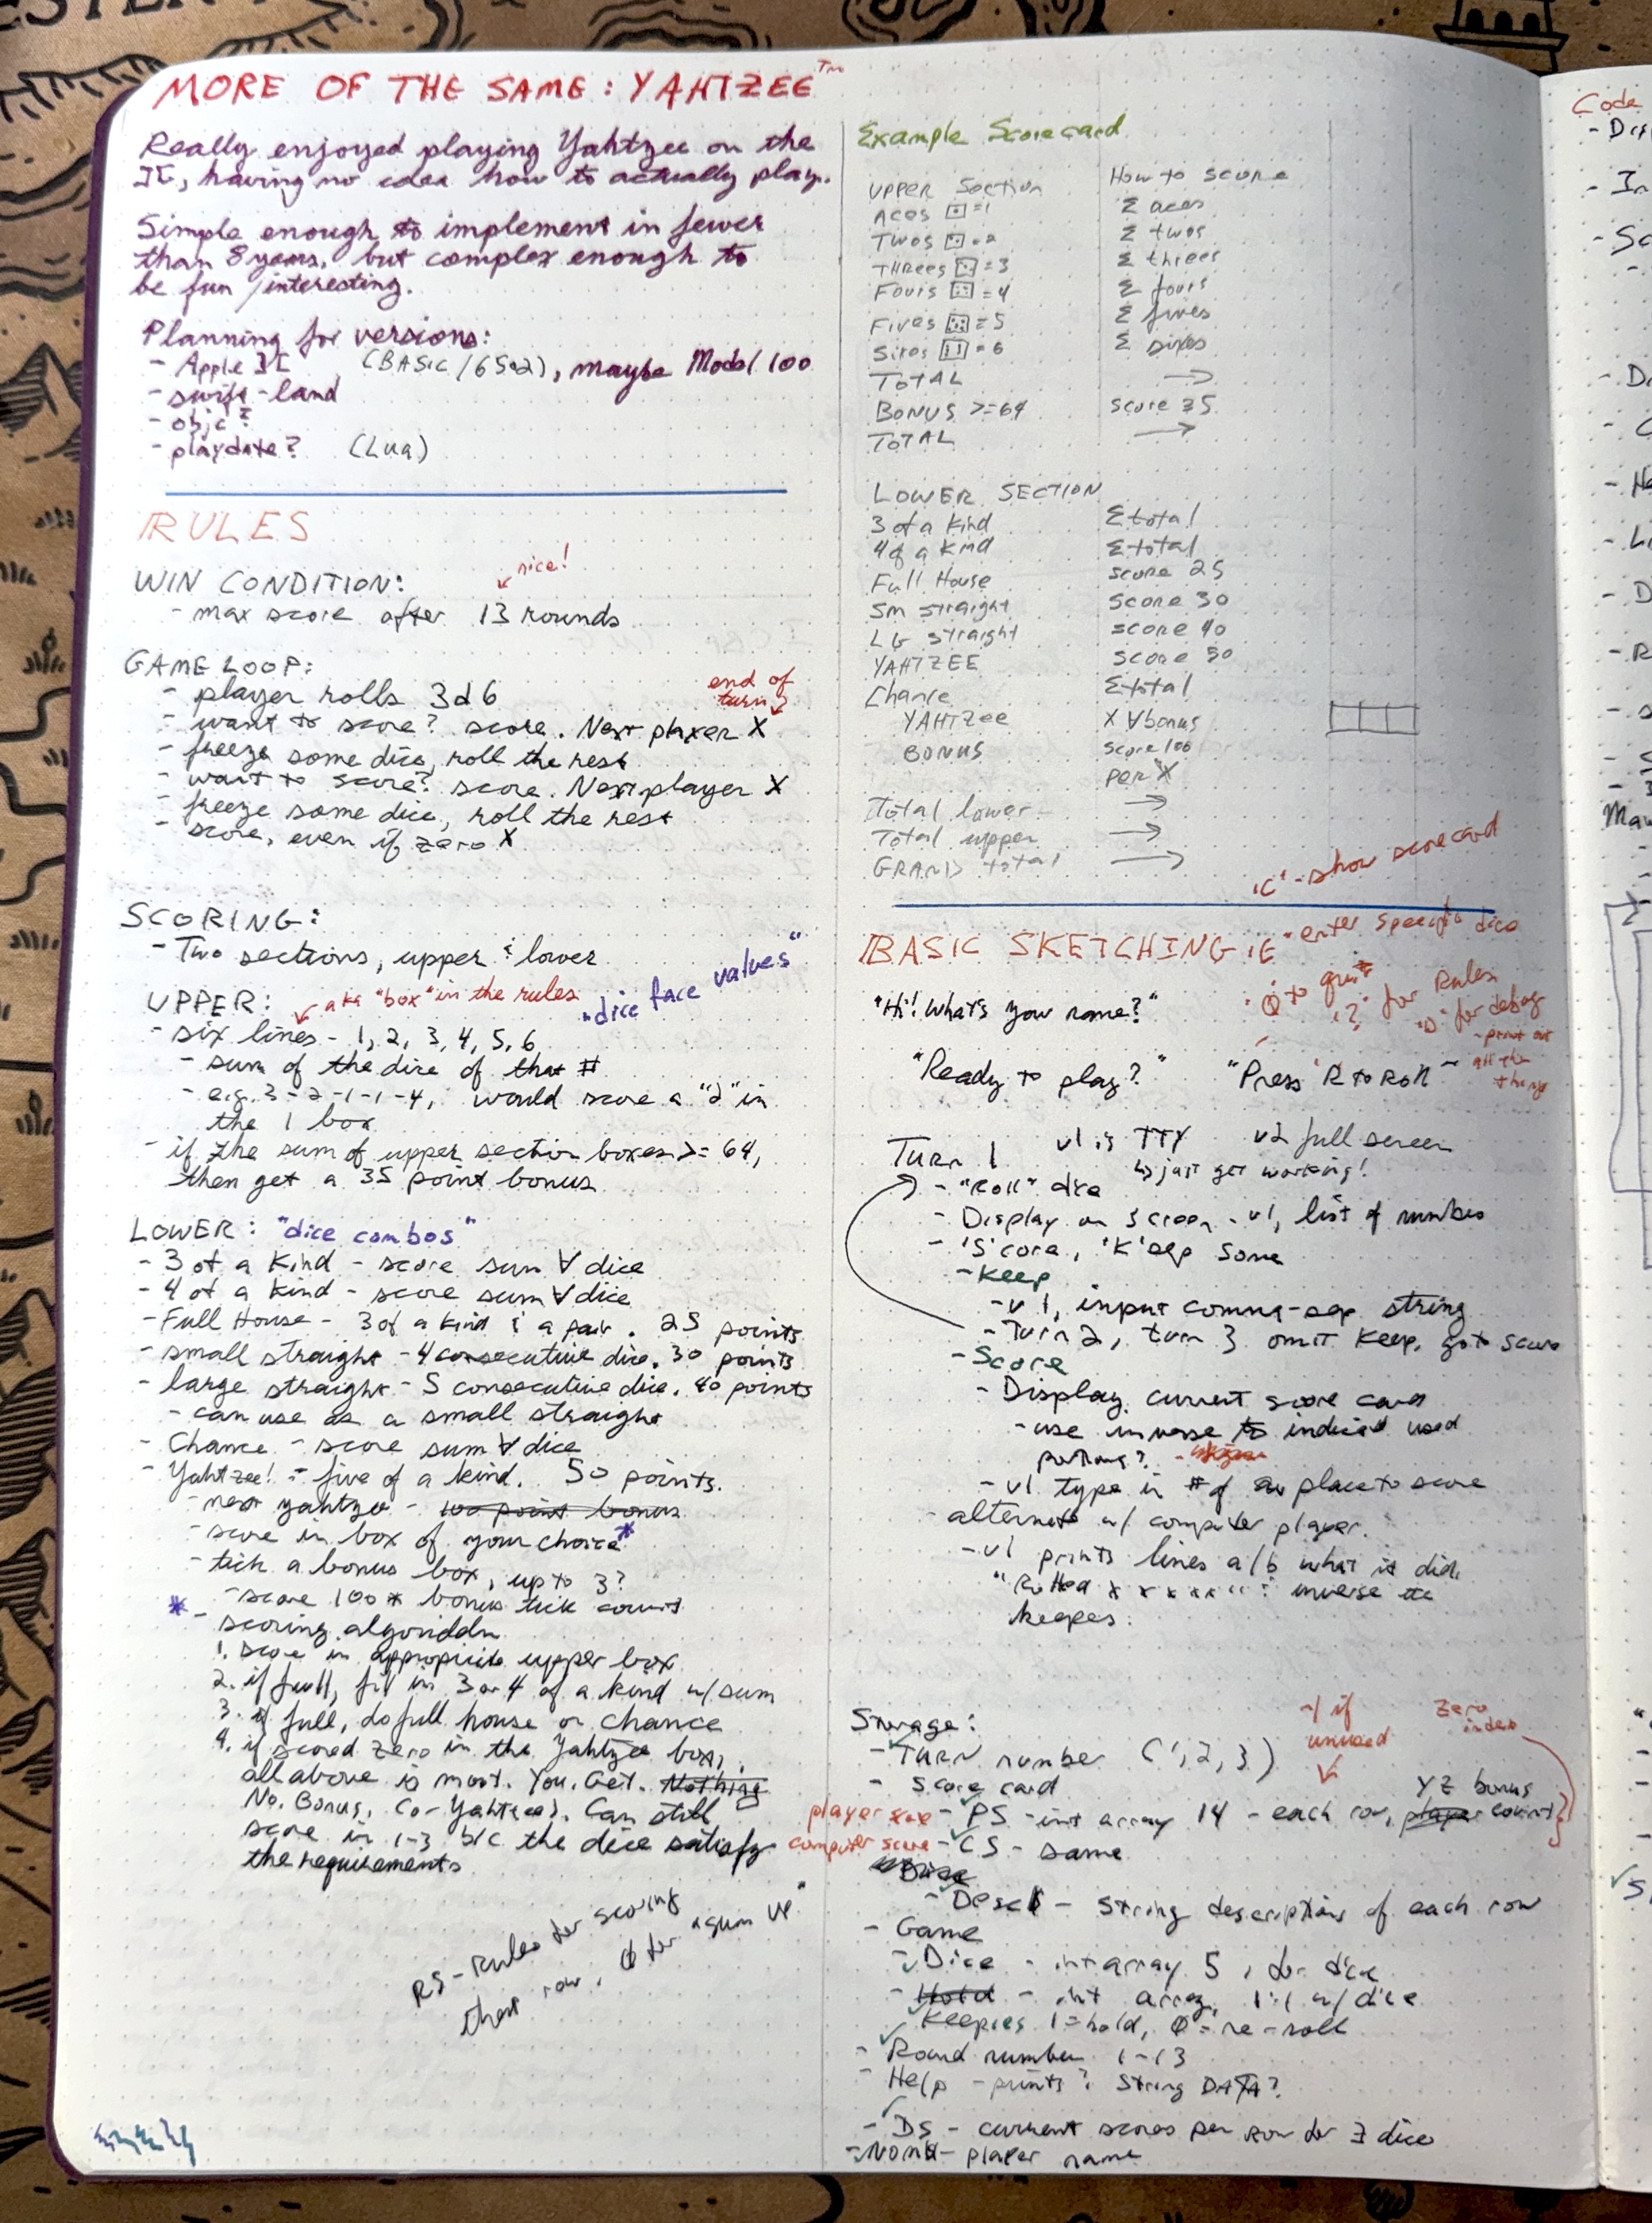 MORE OF THE SAME: YAHTZEE™
Really enjoyed playing Yahtzee on the
II, having no idea how to actually play.
Simple enough to implement in fewer
than 8 years, but complex enough to
be fun/interesting.
Planning for versions:
- Apple II (BASIC/6502), maybe Model 100
- swift-land
- objc?
- playdate? (Lua)
RULES
nice!
WIN CONDITION:
- max score after 13 rounds
GAME LOOP:
- player rolls 3d6
end of
turn
- want to score? score. Next player X
- freeze some dice, roll the rest
- want to score? score. Next player X
- freeze some dice, roll the rest
- score, even if zero X
SCORING:
- Two sections, upper & lower
UPPER: aka "box" in the rules "dice face values"
- six lines - 1, 2, 3, 4, 5, 6
- sum of the dice of that #
- e.g. 3-2-1-1-4, would score a "2" in
the 1 box
- if the sum of upper section boxes >= 64,
then get a 35 point bonus
LOWER: "dice combos"
- 3 of a kind - score sum ∀ dice
- 4 of a kind - score sum ∀ dice
- Full House - 3 of a kind & a pair. 25 points
- small straight - 4 consecutive dice. 30 points
- large straight - 5 consecutive dice. 40 points
- can use as a small straight
- Chance - score sum ∀ dice
- Yahtzee! - five of a kind. 50 points.
- next yahtzee - 100 point bonus
- score in box of your choice*
- tick a bonus box, up to 3?
- score 100 * bonus tick count
* - scoring algoriddm
1. score in appropriate upper box
2. if full, fill in 3 or 4 of a kind w/ sum
3. if full, do full house or chance
4. if scored zero in the Yahtzee box,
all above is moot. You. Get. Nothing
No. Bonus. Can still
score in 1-3 b/c the dice satisfy
the requirements
RS - Rules for scoring
that row. 0 for "sum up"
Example Scorecard
UPPER Section How to score
Aces ⚀ = 1 Σ aces
Twos ⚁ = 2 Σ twos
THRees ⚂ = 3 Σ threes
Fours ⚃ = 4 Σ fours
Fives ⚄ = 5 Σ fives
Sixes ⚅ = 6 Σ sixes
TOTAL →
BONUS >= 64 score 35
TOTAL →
LOWER SECTION
3 of a Kind Σ total
4 of a kind Σ total
Full House score 25
Sm straight score 30
LG straight score 40
YAHTZEE score 50
Chance Σ total
YAHTZee X ∀ bonus
BONUS score 100
per X
Total lower →
Total upper →
GRAND total →
'C' - show scorecard
BASIC SKETCHING 'E' enter specific dice
'Q' to quit
'?' for Rules
'D' for debug
- print out
all the
things
"Hi! What's your name?"
"Ready to play?" "Press R to Roll"
Turn 1 v1 is TTY v2 full screen
↳ just get working!
- "Roll" dice
- Display on screen - v1, list of numbers
- 'S'core, 'K'eep some
- Keep
- v1, input comma-sep string
- Turn 2, turn 3 omit keep, goto score
- Score
- Display current score card
- use inverse to indicate used
portions?
- v1 type in # of place to score
- alternate w/ computer player.
- v1 prints lines a/b what it did.
"Rolled x x x x x" : inverse the
keepes.
Storage:
- TURN number (1, 2, 3)
-1 if
unused
Zero
index
- score card
player score - PS - int array 14 - each row, player YZ bonus count
computer score - CS - same
Dice
- Desc$ - string descriptions of each row
- Game
- Dice - int array 5, for dice
- Hold - int array, 1:1 w/ dice
Keepies 1=hold, 0=re-roll
- Round number 1-13
- Help - prints? String DATA?
- DS - current scores per row for ∃ dice
- Nom$ - player name
Code
- In
- Sc